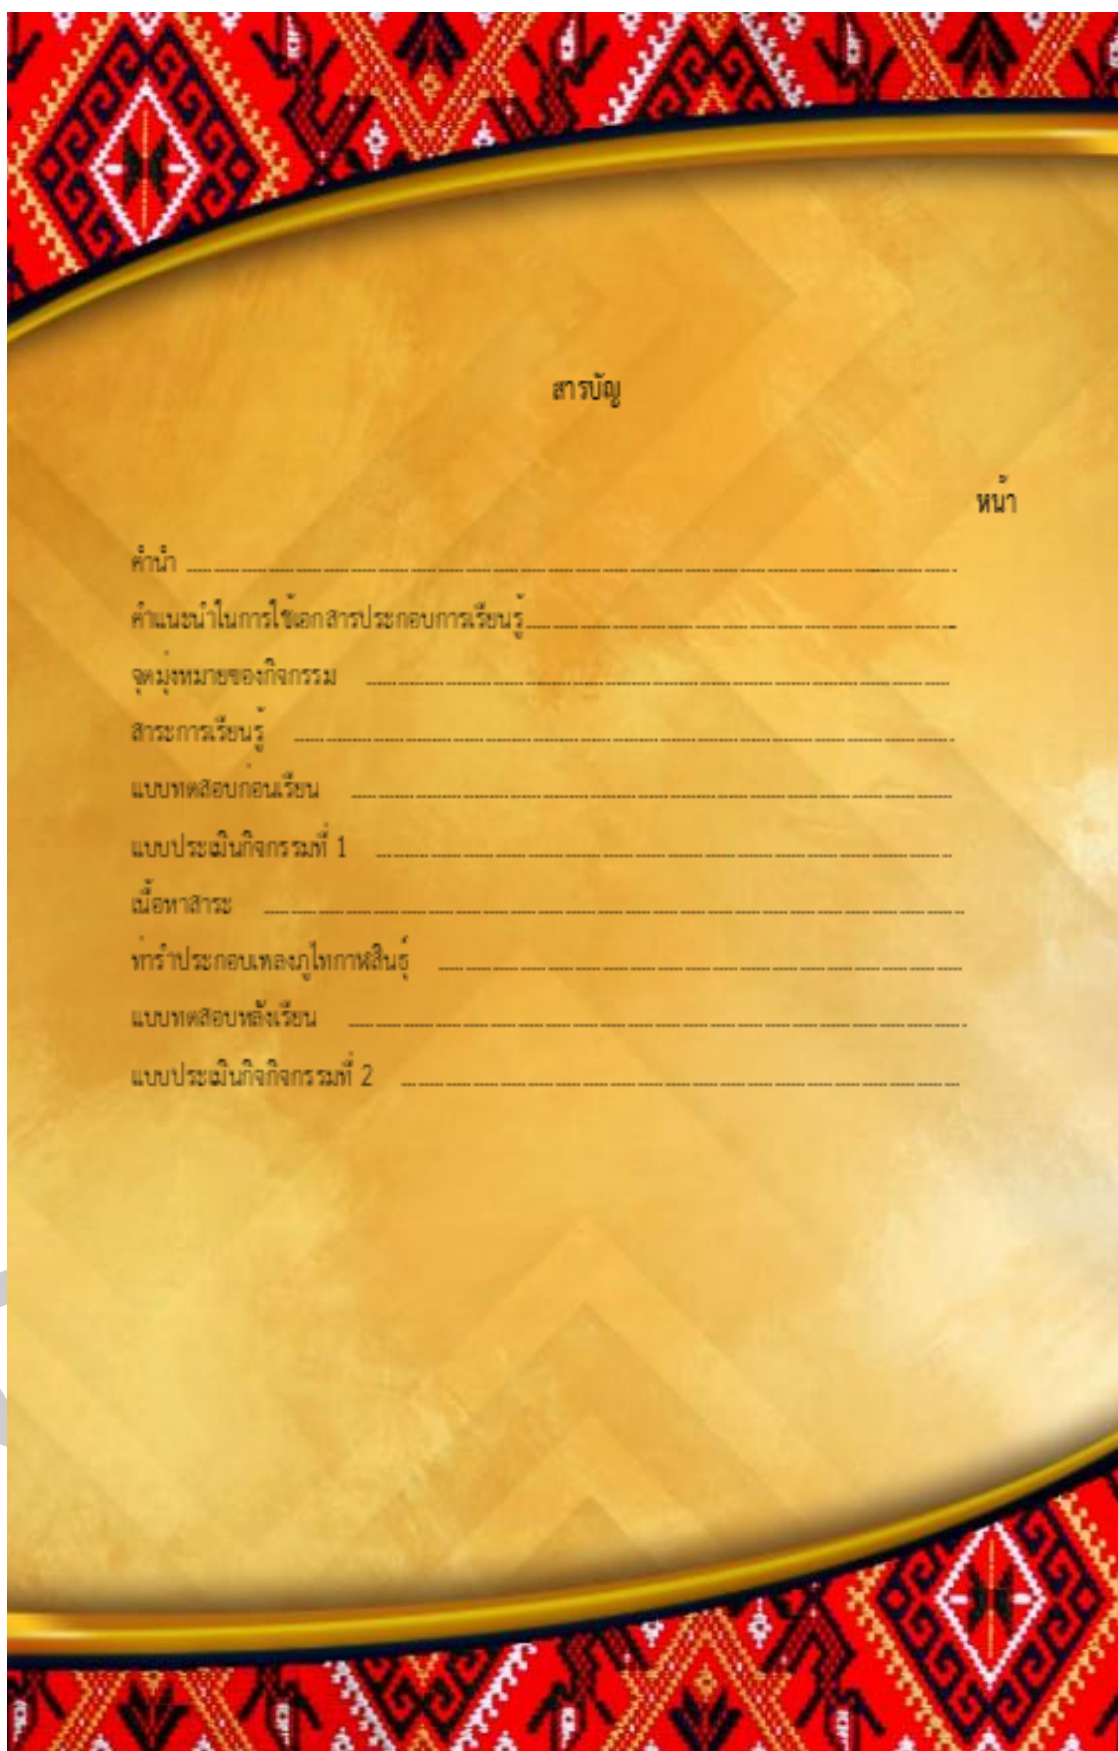 สารบัญ
หน้า
คำนำ ................................................................
คำแนะนำในการใช้เอกสารประกอบการเรียนรู้................................................................
จุดมุ่งหมายของกิจกรรม ................................................................
สาระการเรียนรู้ ................................................................
แบบทดสอบก่อนเรียน ................................................................
แบบประเมินกิจกรรมที่ 1 ................................................................
เนื้อหาสาระ ................................................................
ท่ารำประกอบเพลงภูไทกาฬสินธุ์ ................................................................
แบบทดสอบหลังเรียน ................................................................
แบบประเมินกิจกิจกรรมที่ 2 ................................................................